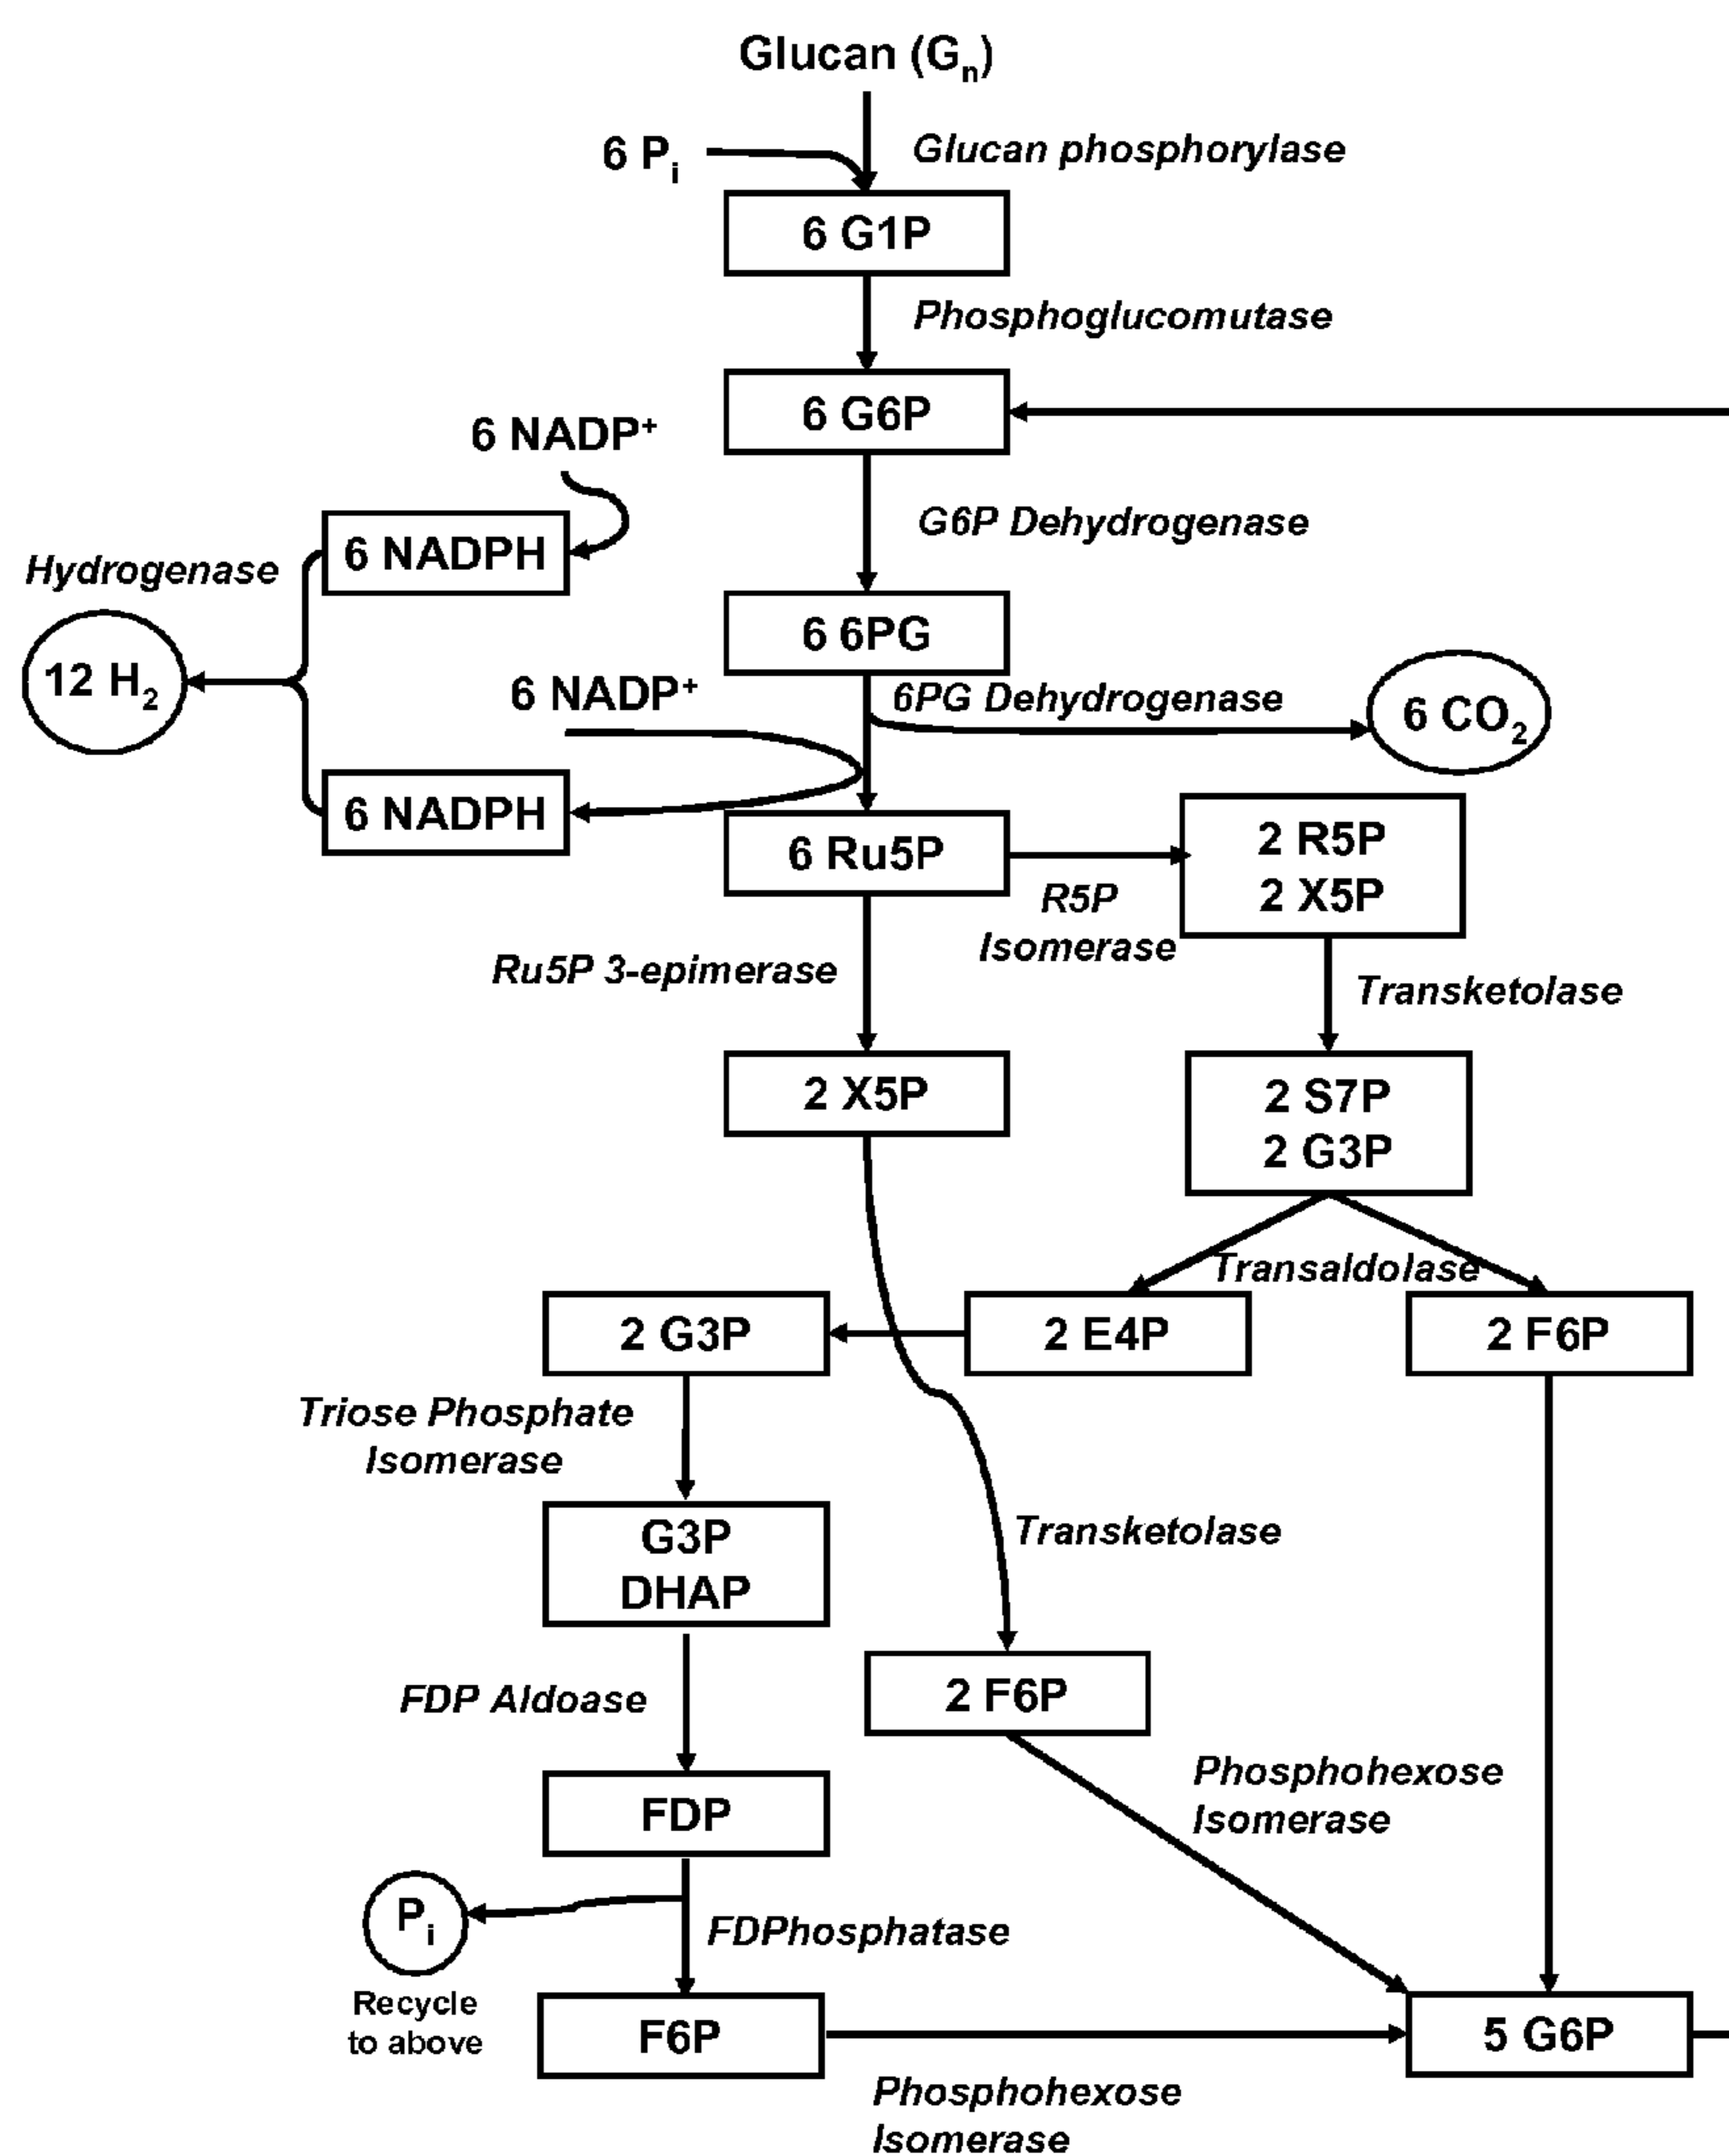 Glucan (Gn)
6 Pi
Glucan phosphorylase
6 G1P
Phosphoglucomutase
6 G6P
6 NADP+
G6P Dehydrogenase
6 NADPH
Hydrogenase
6 6PG
12 H2
6 NADP+
6PG Dehydrogenase
6 CO2
6 NADPH
6 Ru5P
2 R5P
2 X5P
R5P
Isomerase
Ru5P 3-epimerase
Transketolase
2 X5P
2 S7P
2 G3P
Transaldolase
2 G3P
2 E4P
2 F6P
Triose Phosphate
Isomerase
G3P
DHAP
Transketolase
FDP Aldoase
2 F6P
FDP
Phosphohexose
Isomerase
Pi
FDPhosphatase
Recycle
to above
F6P
5 G6P
Phosphohexose
Isomerase